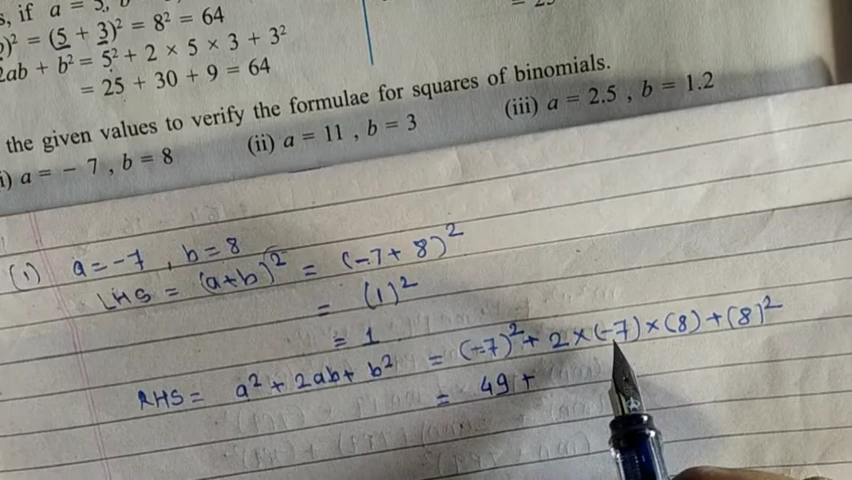 s, if a = 5,
)² = (5 + 3)² = 8² = 64
2ab + b² = 5² + 2 × 5 × 3 + 3²
= 25 + 30 + 9 = 64
the given values to verify the formulae for squares of binomials.
i) a = - 7 , b = 8 (ii) a = 11 , b = 3 (iii) a = 2.5 , b = 1.2
(1) a = -7 , b = 8
LHS = (a+b)² = (-7+ 8)²
= (1)²
= 1
RHS = a² + 2ab + b² = (-7)² + 2 × (-7) × (8) + (8)²
= 49 +